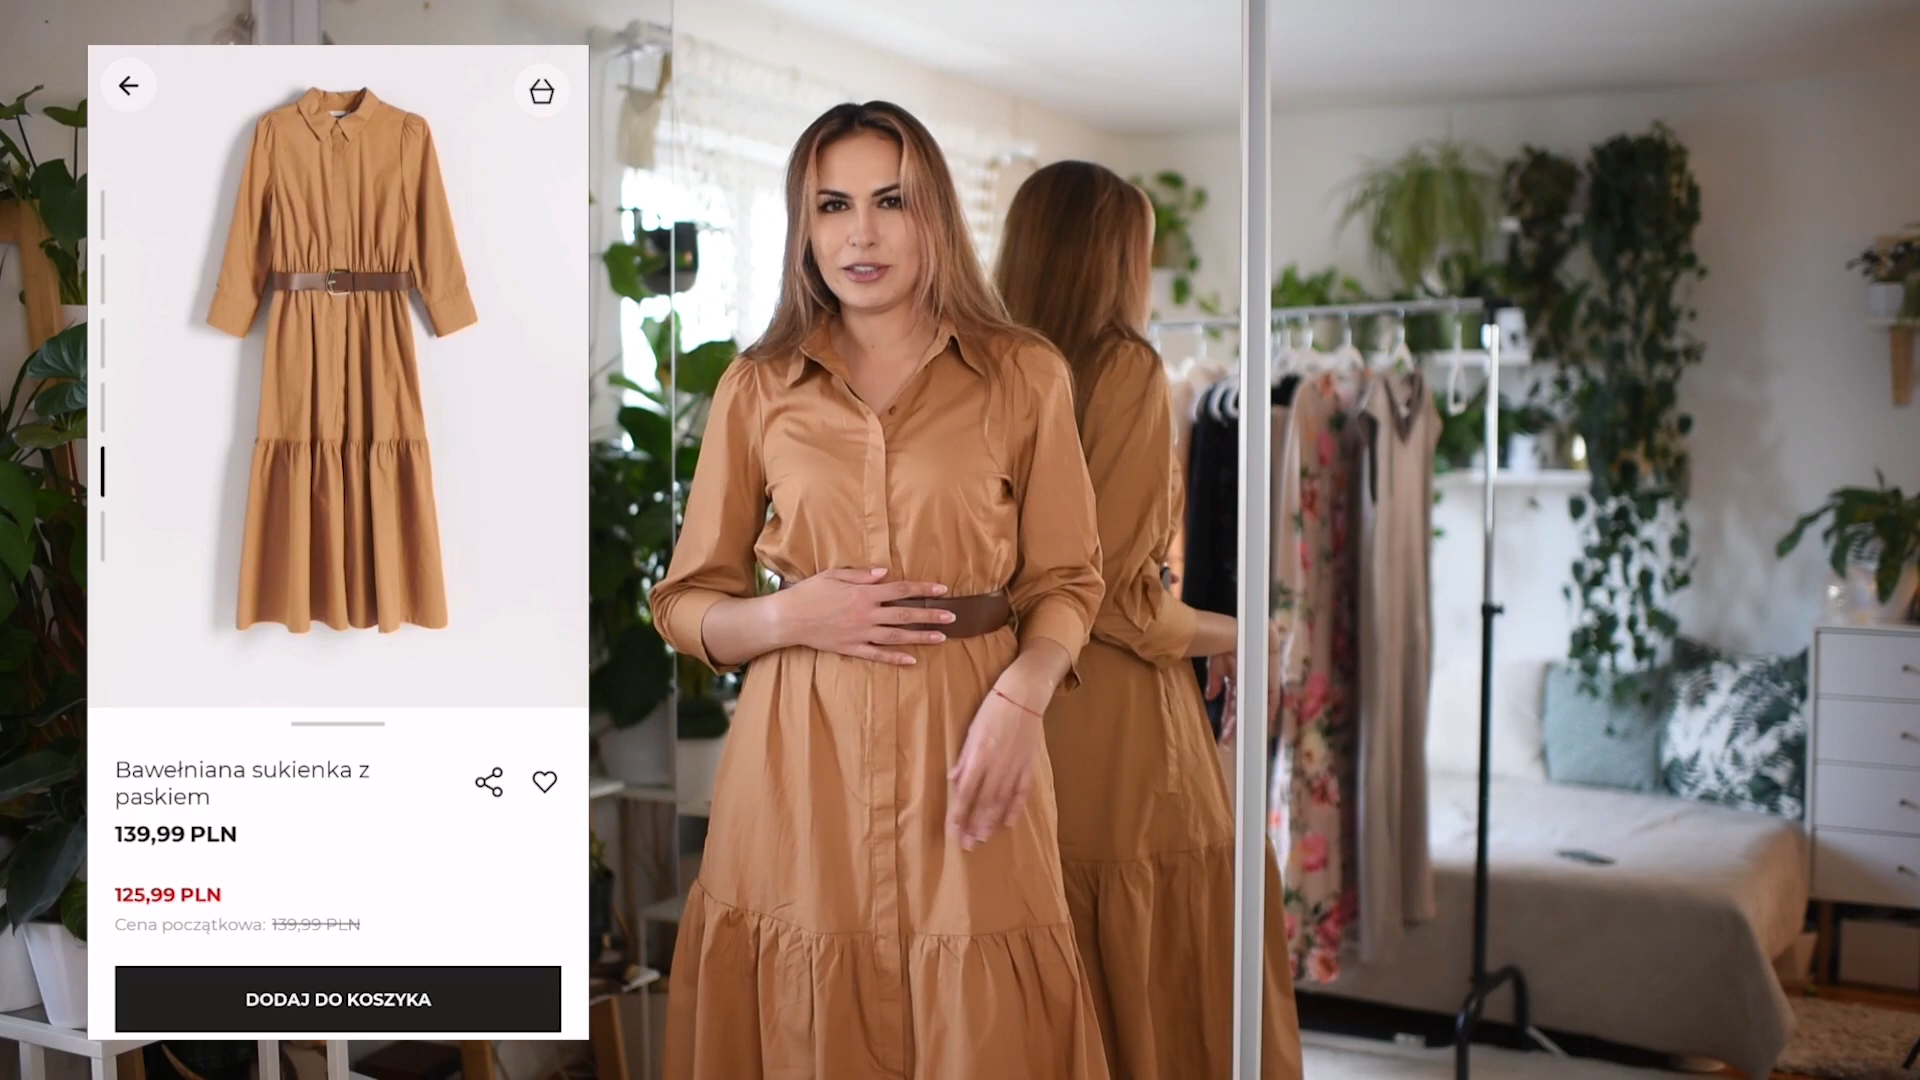 Bawełniana sukienka z
paskiem
139,99 PLN
125,99 PLN
Cena początkowa: 139,99 PLN
DODAJ DO KOSZYKA